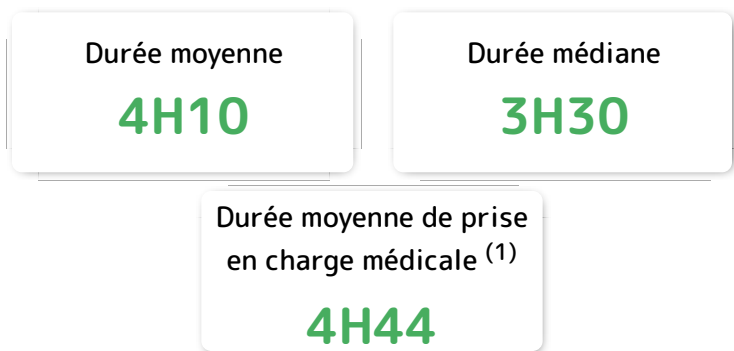 Durée moyenne
4H10
Durée médiane
3H30
Durée moyenne de prise
en charge médicale (1)
4H44